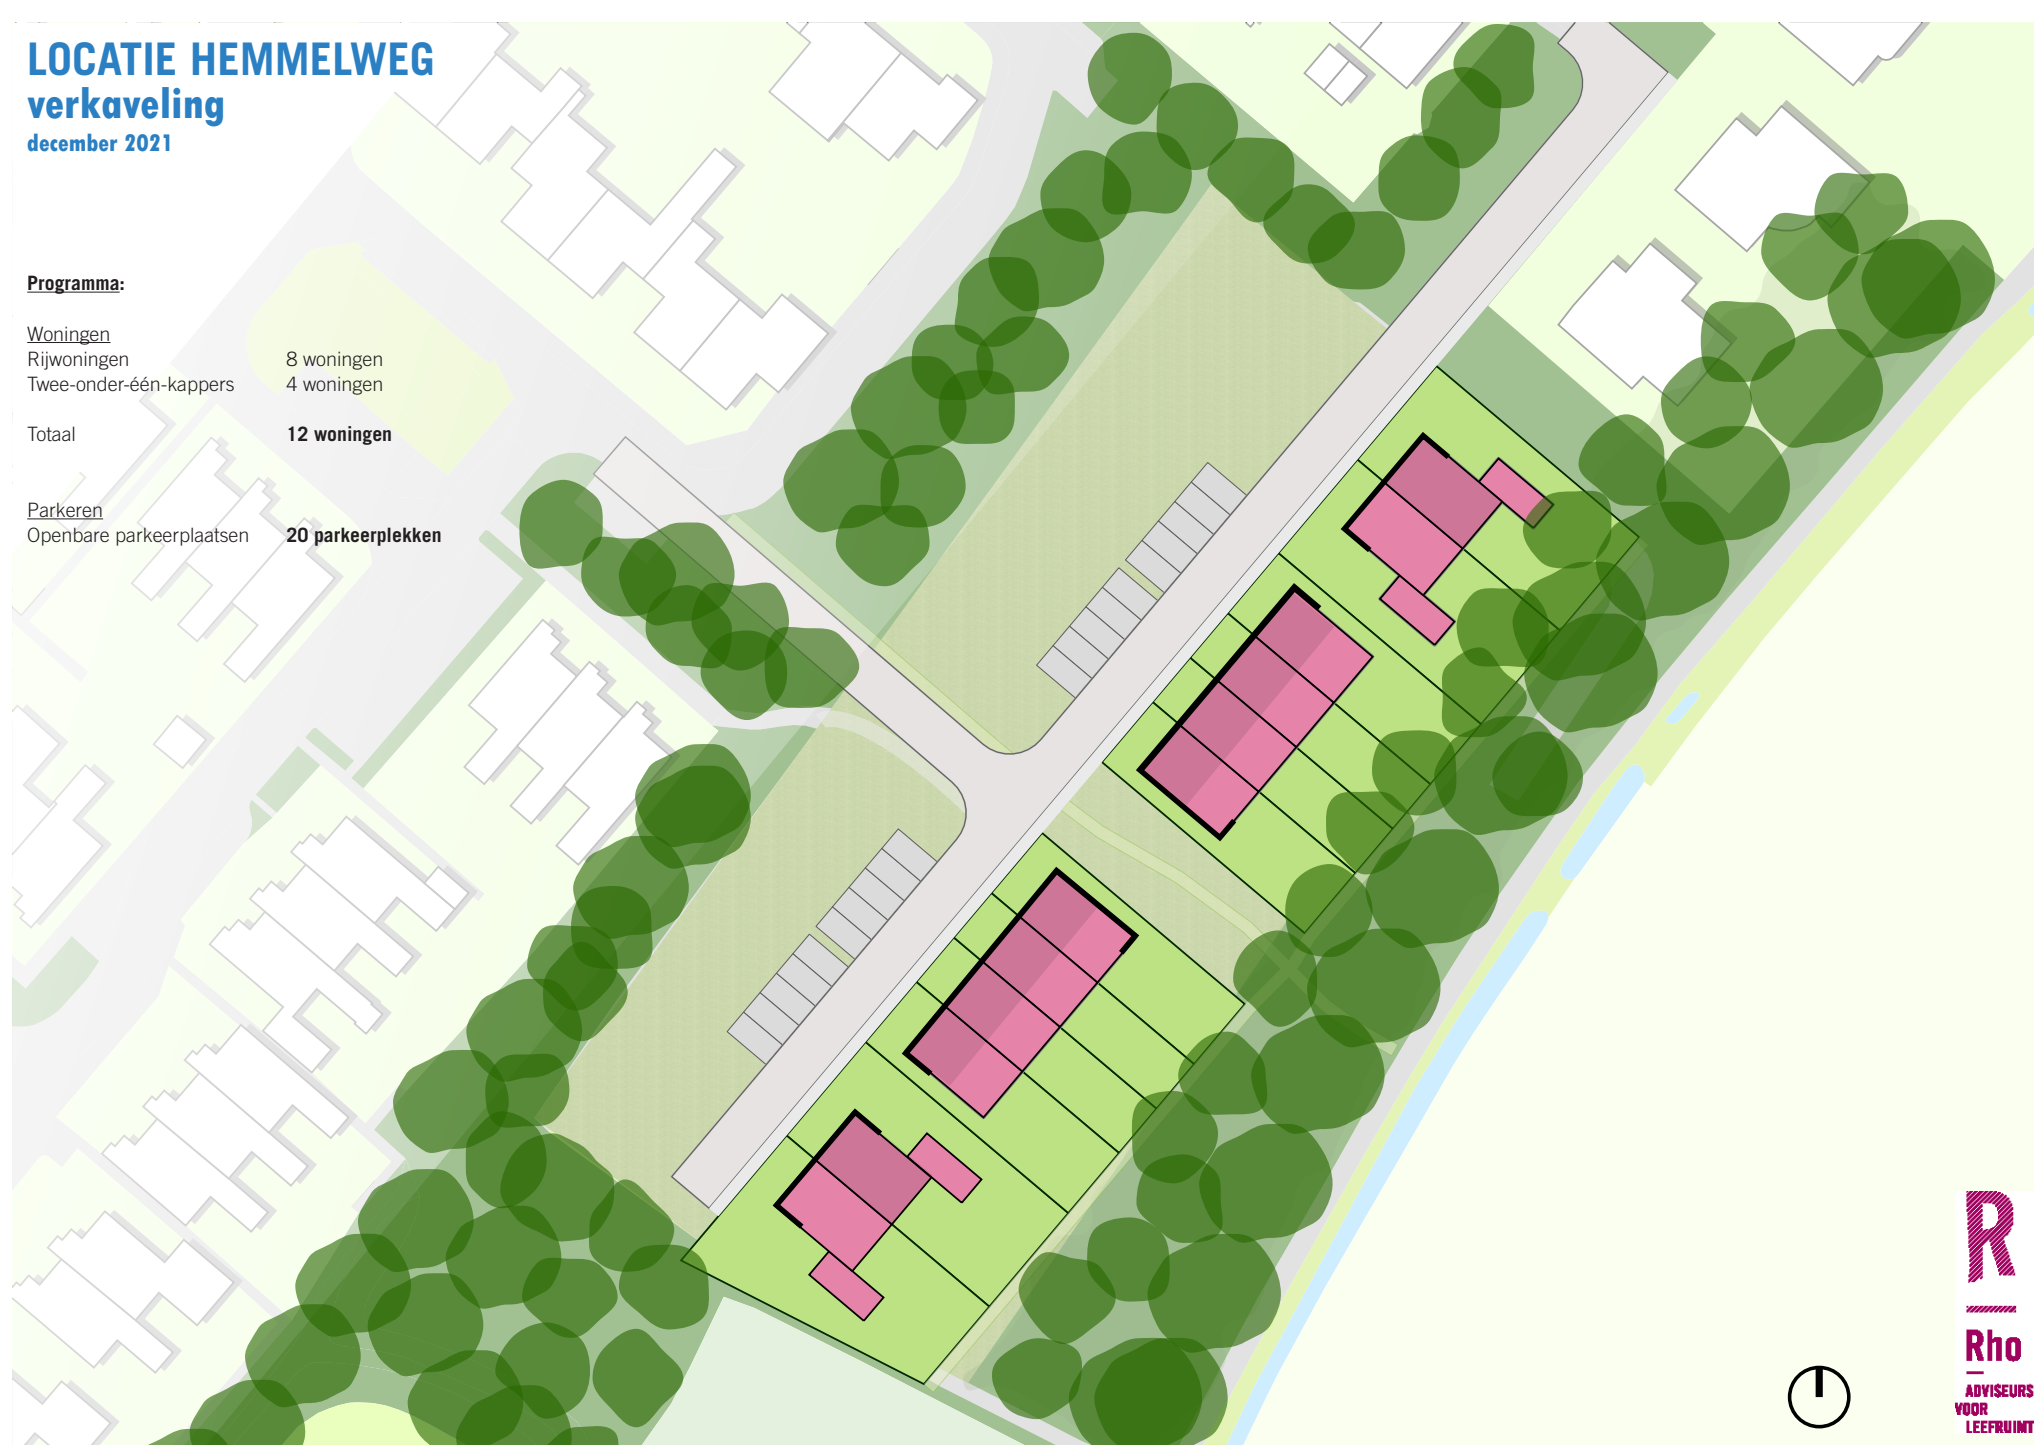 LOCATIE HEMMELWEG
verkaveling
december 2021
Programma:
Woningen
Rijwoningen 8 woningen
Twee-onder-één-kappers 4 woningen
Totaal 12 woningen
Parkeren
Openbare parkeerplaatsen 20 parkeerplekken
R
Rho
ADVISEURS
VOOR
LEEFRUIMT